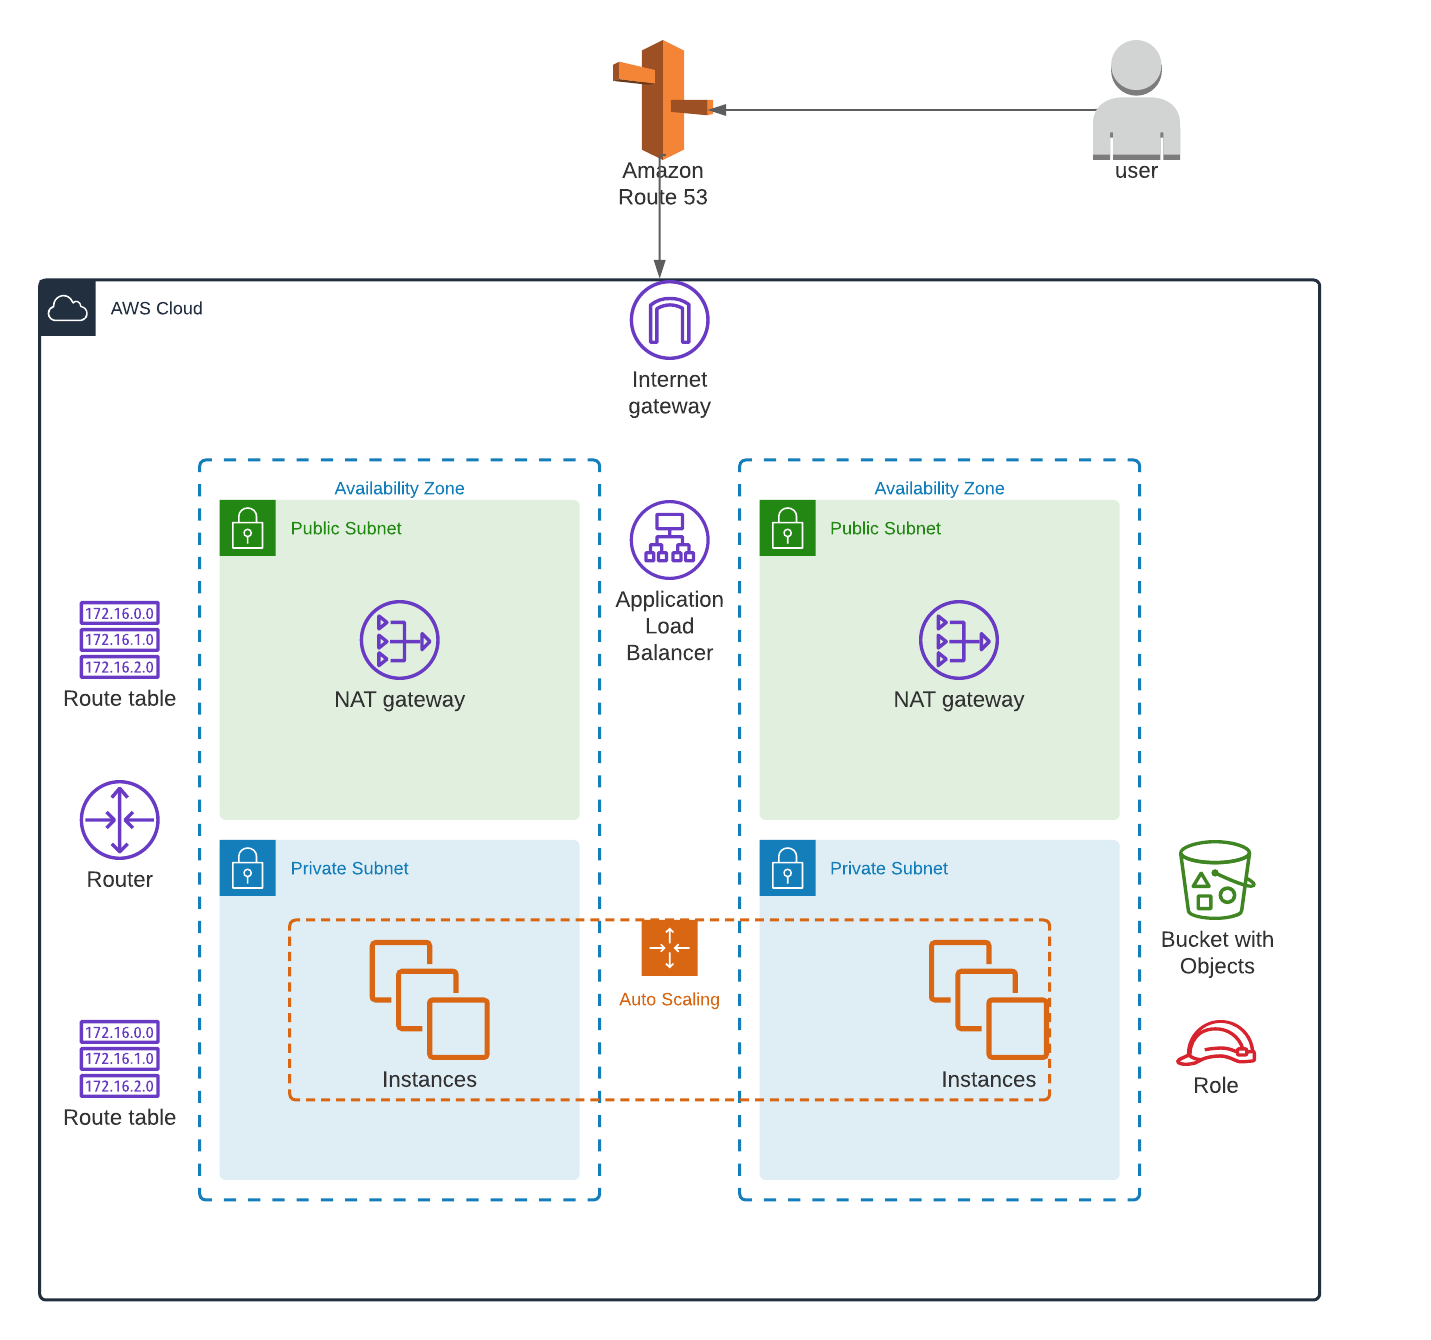 Amazon
Route 53
user
AWS Cloud
Internet
gateway
Availability Zone
Availability Zone
Public Subnet
Public Subnet
Application
Load
Balancer
NAT gateway
NAT gateway
172.16.0.0
172.16.1.0
172.16.2.0
Route table
Router
Private Subnet
Private Subnet
Auto Scaling
Instances
Instances
Bucket with
Objects
Role
172.16.0.0
172.16.1.0
172.16.2.0
Route table